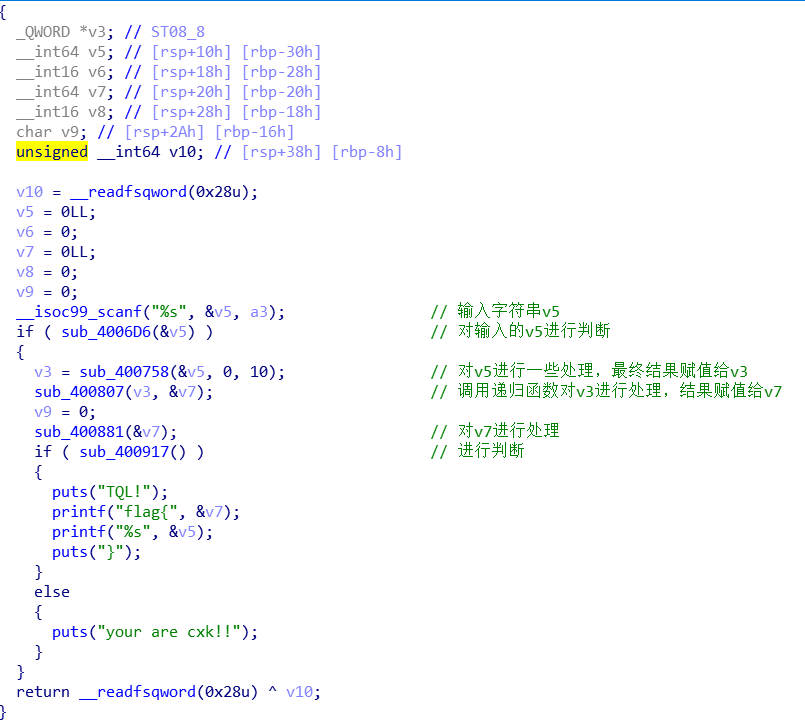 {
  _QWORD *v3; // ST08_8
  __int64 v5; // [rsp+10h] [rbp-30h]
  __int16 v6; // [rsp+18h] [rbp-28h]
  __int64 v7; // [rsp+20h] [rbp-20h]
  __int16 v8; // [rsp+28h] [rbp-18h]
  char v9; // [rsp+2Ah] [rbp-16h]
  unsigned __int64 v10; // [rsp+38h] [rbp-8h]

  v10 = __readfsqword(0x28u);
  v5 = 0LL;
  v6 = 0;
  v7 = 0LL;
  v8 = 0;
  v9 = 0;
  __isoc99_scanf("%s", &v5, a3);                // 输入字符串v5
  if ( sub_4006D6(&v5) )                        // 对输入的v5进行判断
  {
    v3 = sub_400758(&v5, 0, 10);                // 对v5进行一些处理，最终结果赋值给v3
    sub_400807(v3, &v7);                        // 调用递归函数对v3进行处理，结果赋值给v7
    v9 = 0;
    sub_400881(&v7);                            // 对v7进行处理
    if ( sub_400917() )                         // 进行判断
    {
      puts("TQL!");
      printf("flag{", &v7);
      printf("%s", &v5);
      puts("}");
    }
    else
    {
      puts("your are cxk!!");
    }
  }
  return __readfsqword(0x28u) ^ v10;
}